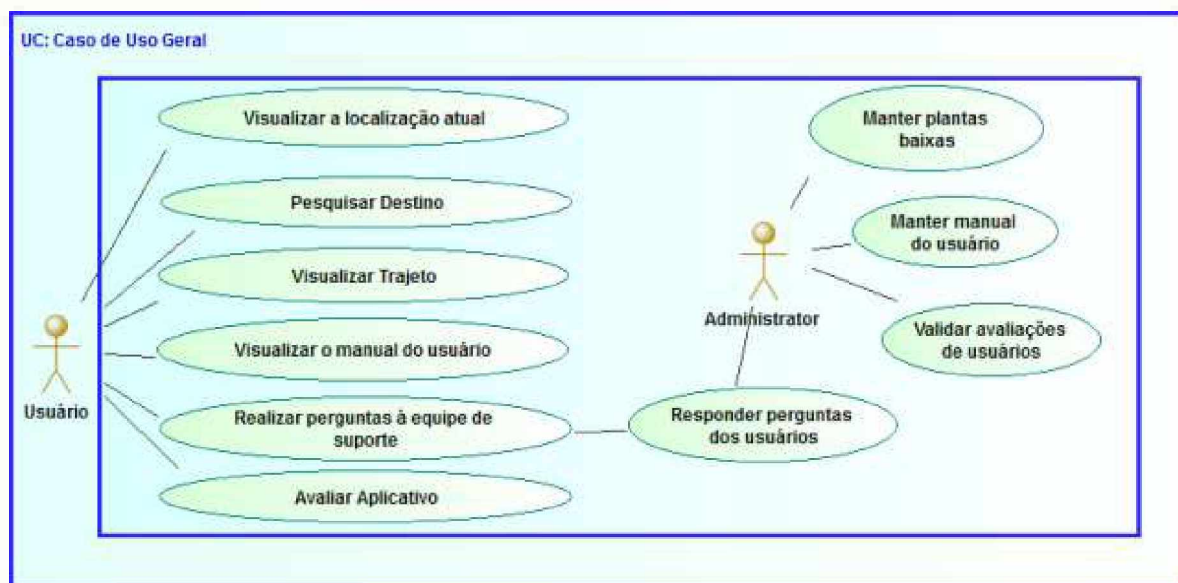 UC: Caso de Uso Geral
Visualizar a localização atual
Pesquisar Destino
Visualizar Trajeto
Visualizar o manual do usuário
Realizar perguntas à equipe de
suporte
Avaliar Aplicativo
Usuário
Manter plantas
baixas
Manter manual
do usuário
Validar avaliações
de usuários
Administrator
Responder perguntas
dos usuários